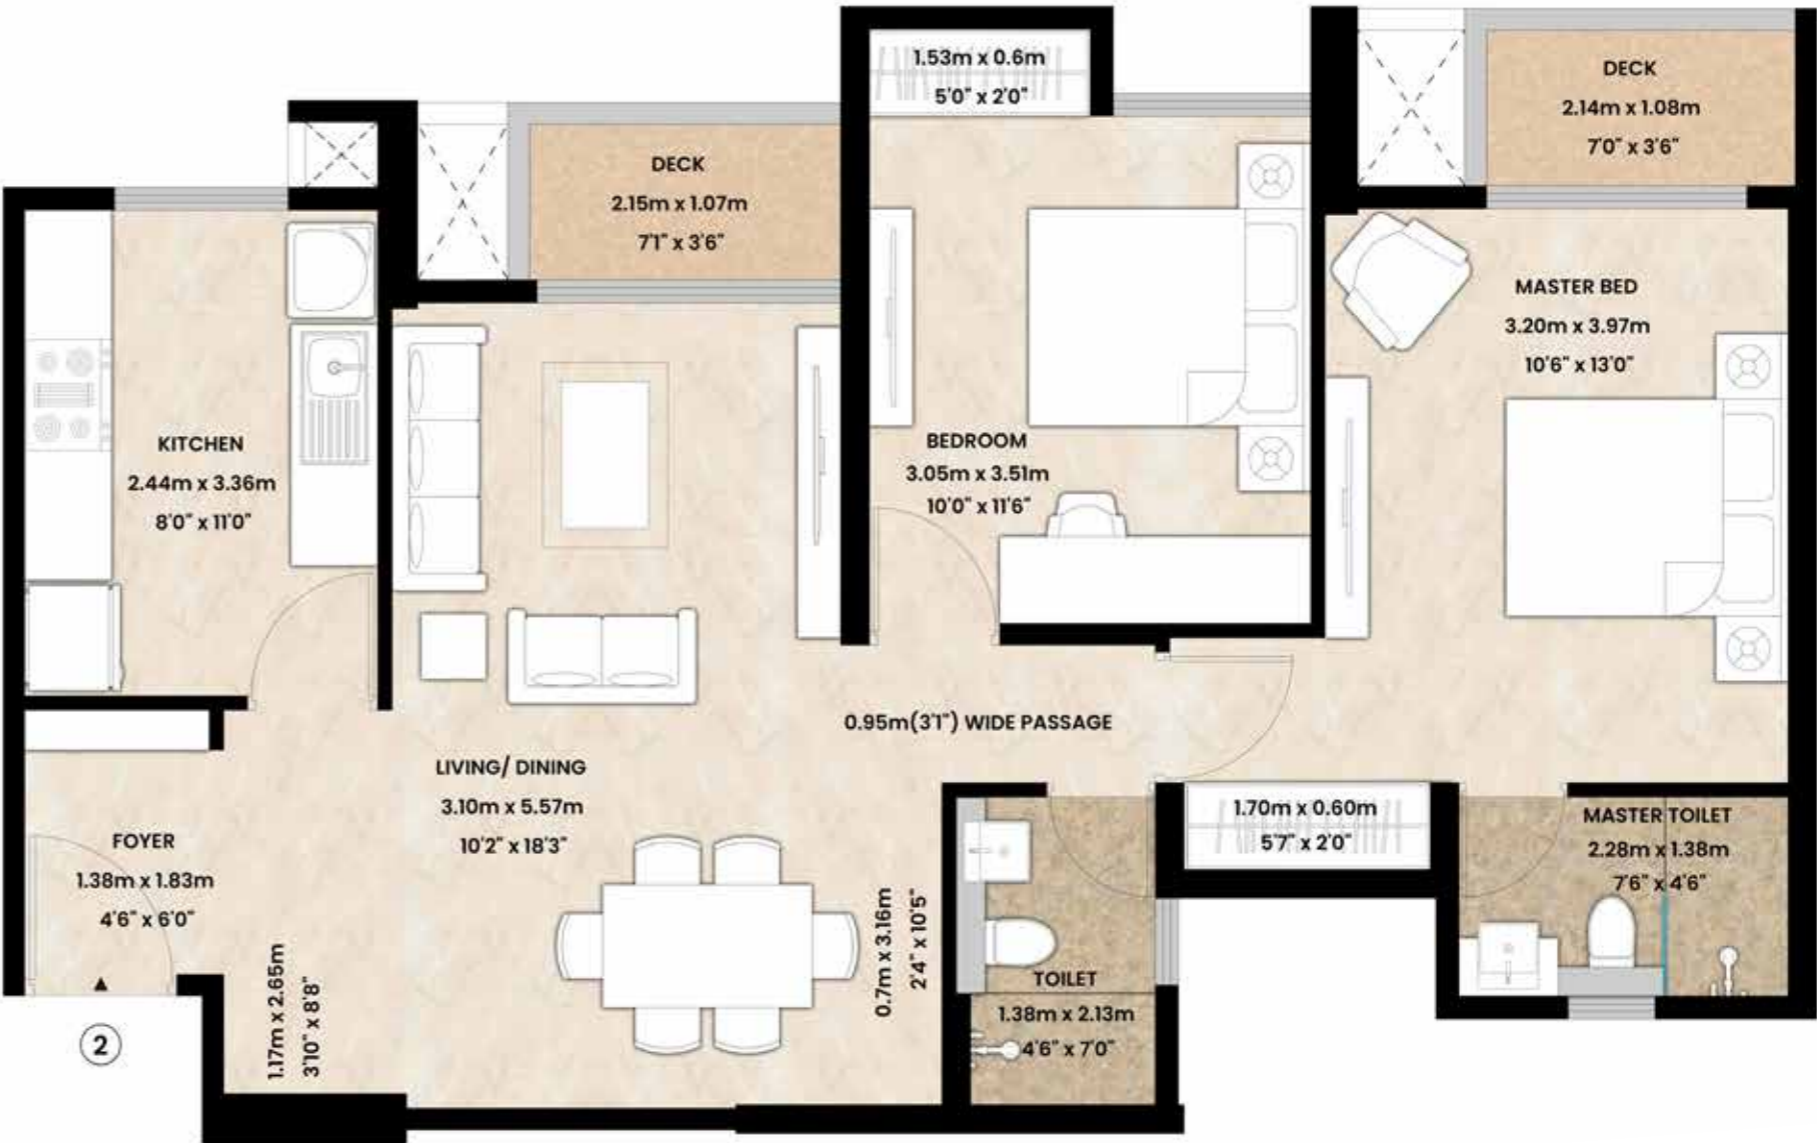 1.53m x 0.6m
5'0" x 2'0"
DECK
2.14m x 1.08m
7'0" x 3'6"
DECK
2.15m x 1.07m
7'1" x 3'6"
MASTER BED
3.20m x 3.97m
10'6" x 13'0"
KITCHEN
2.44m x 3.36m
8'0" x 11'0"
BEDROOM
3.05m x 3.51m
10'0" x 11'6"
0.95m(3'1") WIDE PASSAGE
LIVING/ DINING
3.10m x 5.57m
10'2" x 18'3"
FOYER
1.38m x 1.83m
4'6" x 6'0"
1.70m x 0.60m
5'7" x 2'0"
MASTER TOILET
2.28m x 1.38m
7'6" x 4'6"
1.17m x 2.65m
3'10" x 8'8"
0.7m x 3.16m
2'4" x 10'5"
TOILET
1.38m x 2.13m
4'6" x 7'0"
2